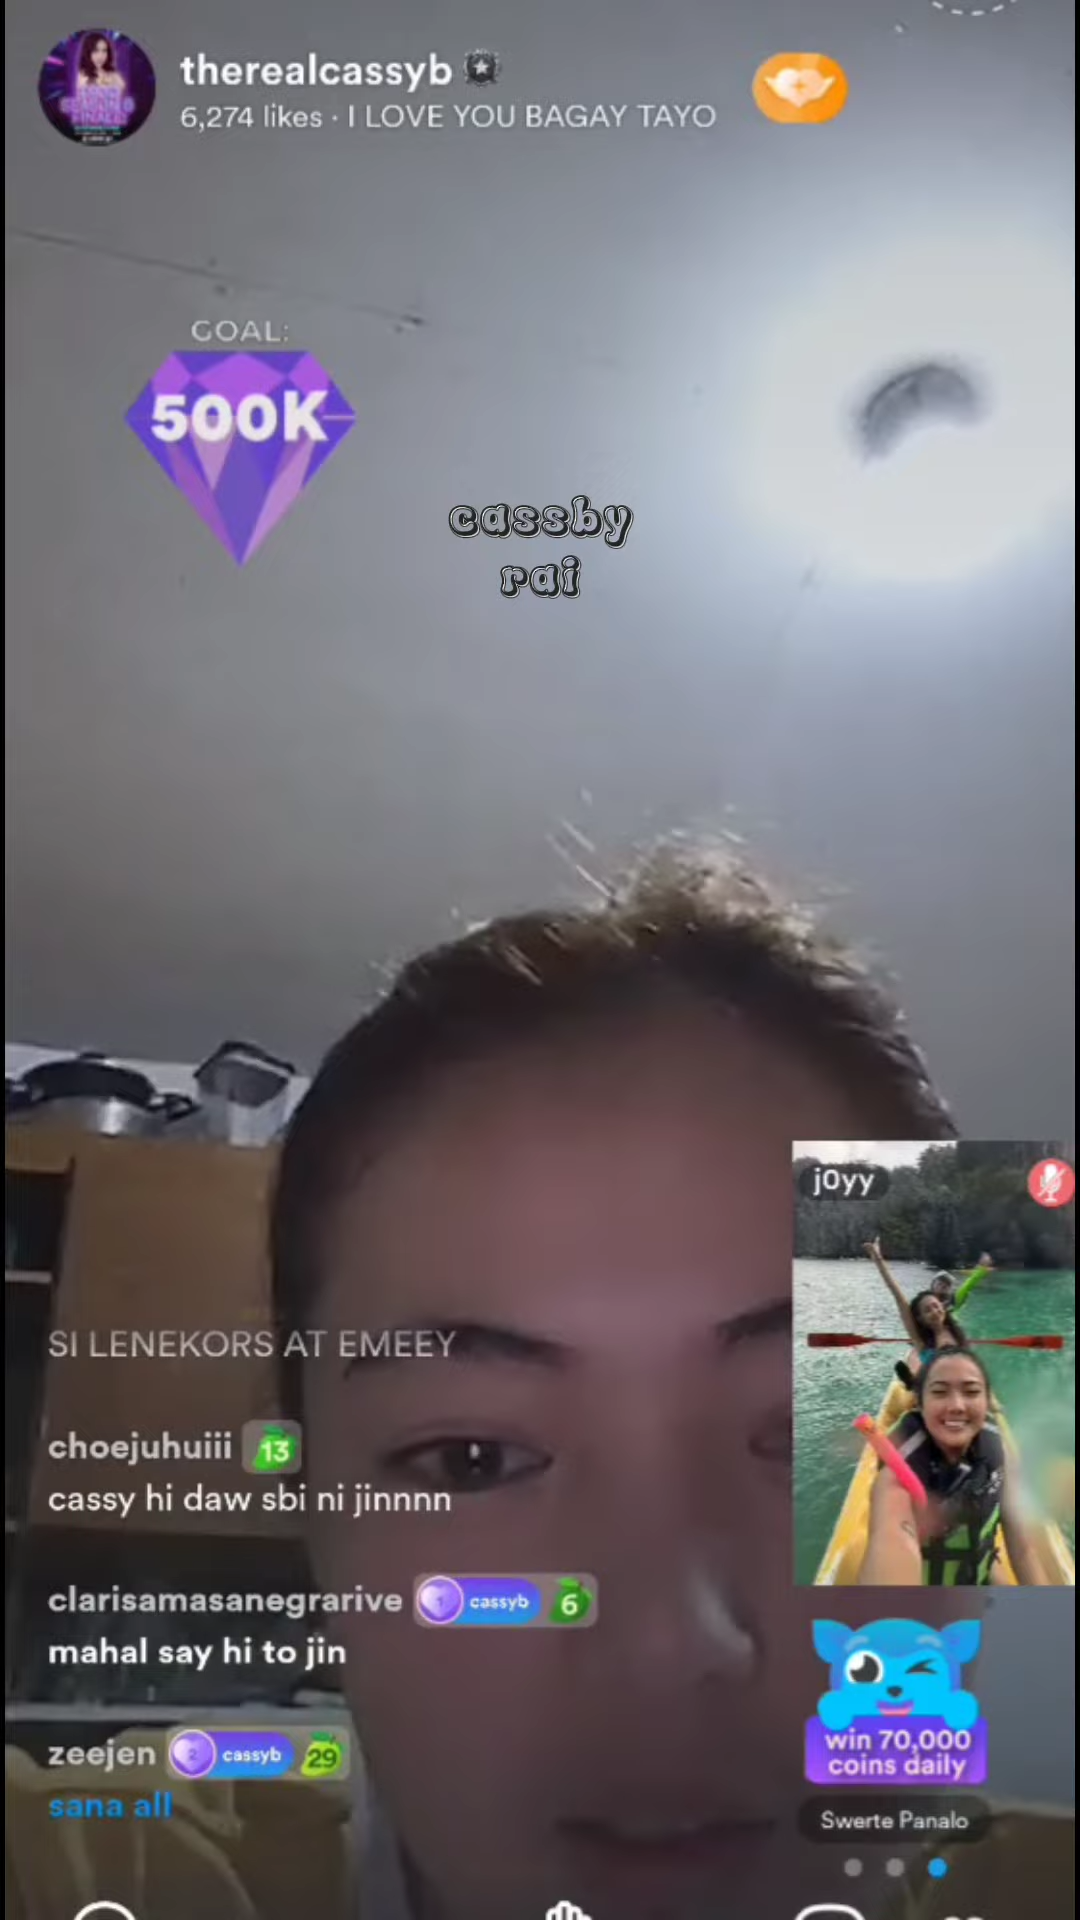 therealcassyb
6,274 likes · I LOVE YOU BAGAY TAYO
GOAL:
500K
cassby
rai
j0yy
SI LENEKORS AT EMEEY
choejuhuiii 13
cassy hi daw sbi ni jinnnn
clarisamasanegrarive 1 cassyb 6
mahal say hi to jin
zeejen 2 cassyb 29
sana all
win 70,000
coins daily
Swerte Panalo